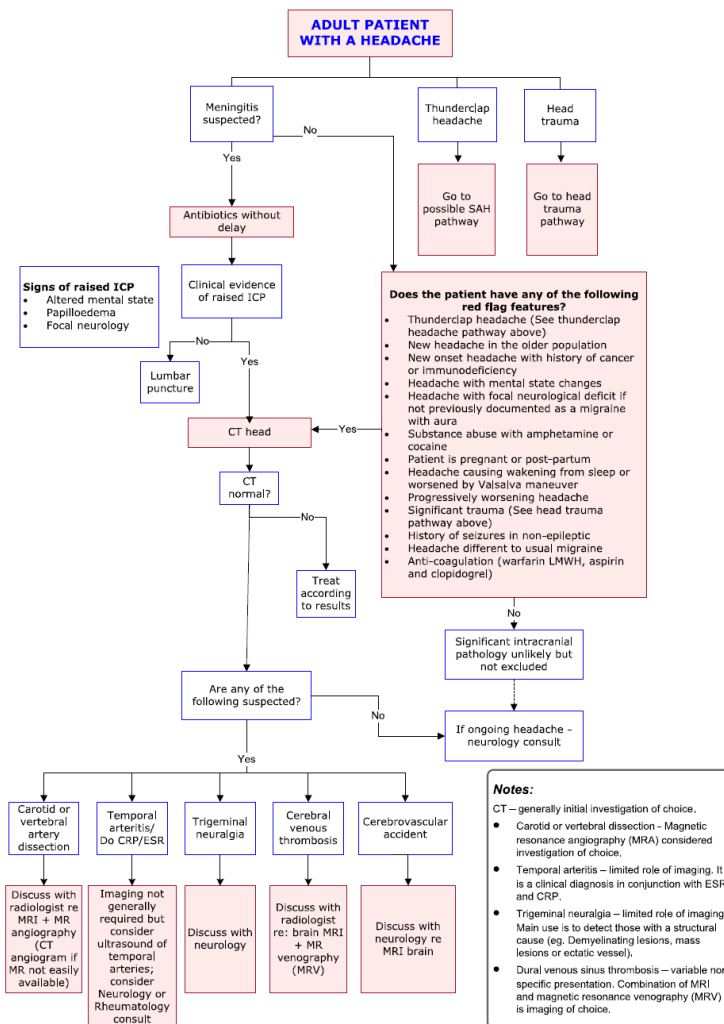 ADULT PATIENT
WITH A HEADACHE
Meningitis
suspected?
Thunderclap
headache
Head
trauma
No
Yes
Go to
possible SAH
pathway
Go to head
trauma
pathway
Antibiotics without
delay
Signs of raised ICP
• Altered mental state
• Papilloedema
• Focal neurology
Clinical evidence
of raised ICP
No
Yes
Lumbar
puncture
Does the patient have any of the following
red flag features?
• Thunderclap headache (See thunderclap
headache pathway above)
• New headache in the older population
• New onset headache with history of cancer
or immunodeficiency
• Headache with mental state changes
• Headache with focal neurological deficit if
not previously documented as a migraine
with aura
• Substance abuse with amphetamine or
cocaine
• Patient is pregnant or post-partum
• Headache causing wakening from sleep or
worsened by Valsalva maneuver
• Progressively worsening headache
• Significant trauma (See head trauma
pathway above)
• History of seizures in non-epileptic
• Headache different to usual migraine
• Anti-coagulation (warfarin LMWH, aspirin
and clopidogrel)
Yes
CT head
CT
normal?
No
Treat
according
to results
No
Significant intracranial
pathology unlikely but
not excluded
Are any of the
following suspected?
No
If ongoing headache –
neurology consult
Yes
Carotid or
vertebral
artery
dissection
Temporal
arteritis/
Do CRP/ESR
Trigeminal
neuralgia
Cerebral
venous
thrombosis
Cerebrovascular
accident
Discuss with
radiologist re
MRI + MR
angiography
(CT
angiogram if
MR not easily
available)
Imaging not
generally
required but
consider
ultrasound of
temporal
arteries;
consider
Neurology or
Rheumatology
consult
Discuss with
neurology
Discuss with
radiologist
re: brain MRI
+ MR
venography
(MRV)
Discuss with
neurology re
MRI brain
Notes:
CT – generally initial investigation of choice.
• Carotid or vertebral dissection - Magnetic
resonance angiography (MRA) considered
investigation of choice.
• Temporal arteritis – limited role of imaging. It
is a clinical diagnosis in conjunction with ESR
and CRP.
• Trigeminal neuralgia – limited role of imaging
Main use is to detect those with a structural
cause (eg. Demyelinating lesions, mass
lesions or ectatic vessel).
• Dural venous sinus thrombosis – variable non
specific presentation. Combination of MRI
and magnetic resonance venography (MRV)
is imaging of choice.